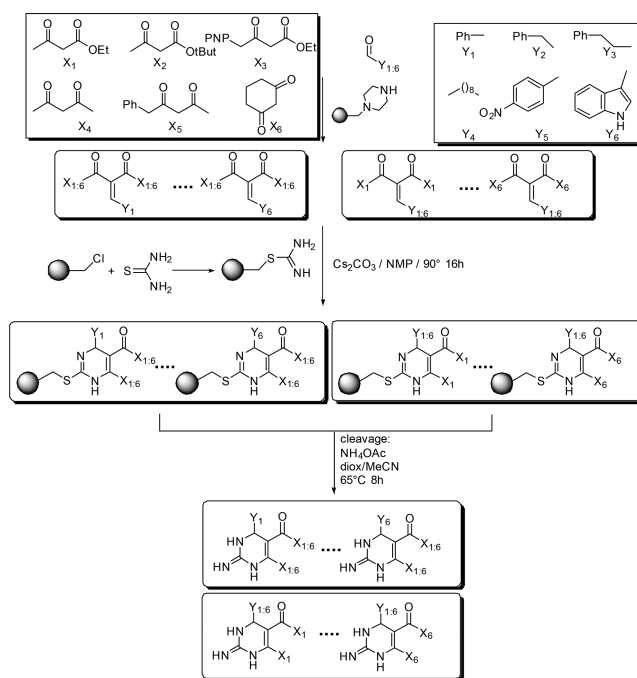 O O OEt X₁
O O OtBut X₂
PNP O O OEt X₃
O O X₄
Ph O O X₅
O O X₆
O Y₁:₆
NH N
Ph Y₁
Ph Y₂
Ph Y₃
( )₈ Y₄
O₂N Y₅
N H Y₆
X₁:₆ O O X₁:₆ Y₁ .... X₁:₆ O O X₁:₆ Y₆
X₁ O O X₁ Y₁:₆ .... X₆ O O X₆ Y₁:₆
Cl + S NH₂ NH₂
S NH₂ NH
Cs₂CO₃ / NMP / 90° 16h
Y₁ O N X₁:₆ S N H X₁:₆ .... Y₆ O N X₁:₆ S N H X₁:₆
Y₁:₆ O N X₁ S N H X₁ .... Y₁:₆ O N X₆ S N H X₆
cleavage:
NH₄OAc
diox/MeCN
65°C 8h
Y₁ O HN X₁:₆ HN N H X₁:₆ .... Y₆ O HN X₁:₆ HN N H X₁:₆
Y₁:₆ O HN X₁ HN N H X₁ .... Y₁:₆ O HN X₆ HN N H X₆